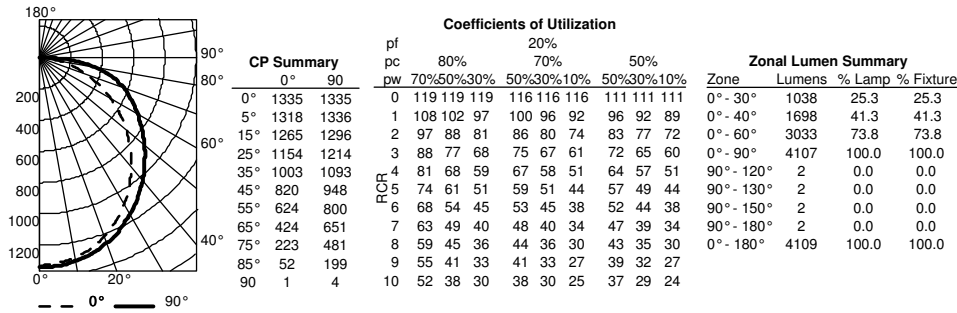 180°
90°
80°
200
400
60°
600
800
1000
40°
1200
0° 20°
0° 90°
CP Summary
0° 90
0° 1335 1335
5° 1318 1336
15° 1265 1296
25° 1154 1214
35° 1003 1093
45° 820 948
55° 624 800
65° 424 651
75° 223 481
85° 52 199
90 1 4
Coefficients of Utilization
pf 20%
pc 80% 70% 50%
pw 70%50%30% 50%30%10% 50%30%10%
RCR
0 119 119 119 116 116 116 111 111 111
1 108 102 97 100 96 92 96 92 89
2 97 88 81 86 80 74 83 77 72
3 88 77 68 75 67 61 72 65 60
4 81 68 59 67 58 51 64 57 51
5 74 61 51 59 51 44 57 49 44
6 68 54 45 53 45 38 52 44 38
7 63 49 40 48 40 34 47 39 34
8 59 45 36 44 36 30 43 35 30
9 55 41 33 41 33 27 39 32 27
10 52 38 30 38 30 25 37 29 24
Zonal Lumen Summary
Zone Lumens % Lamp % Fixture
0° - 30° 1038 25.3 25.3
0° - 40° 1698 41.3 41.3
0° - 60° 3033 73.8 73.8
0° - 90° 4107 100.0 100.0
90° - 120° 2 0.0 0.0
90° - 130° 2 0.0 0.0
90° - 150° 2 0.0 0.0
90° - 180° 2 0.0 0.0
0° - 180° 4109 100.0 100.0